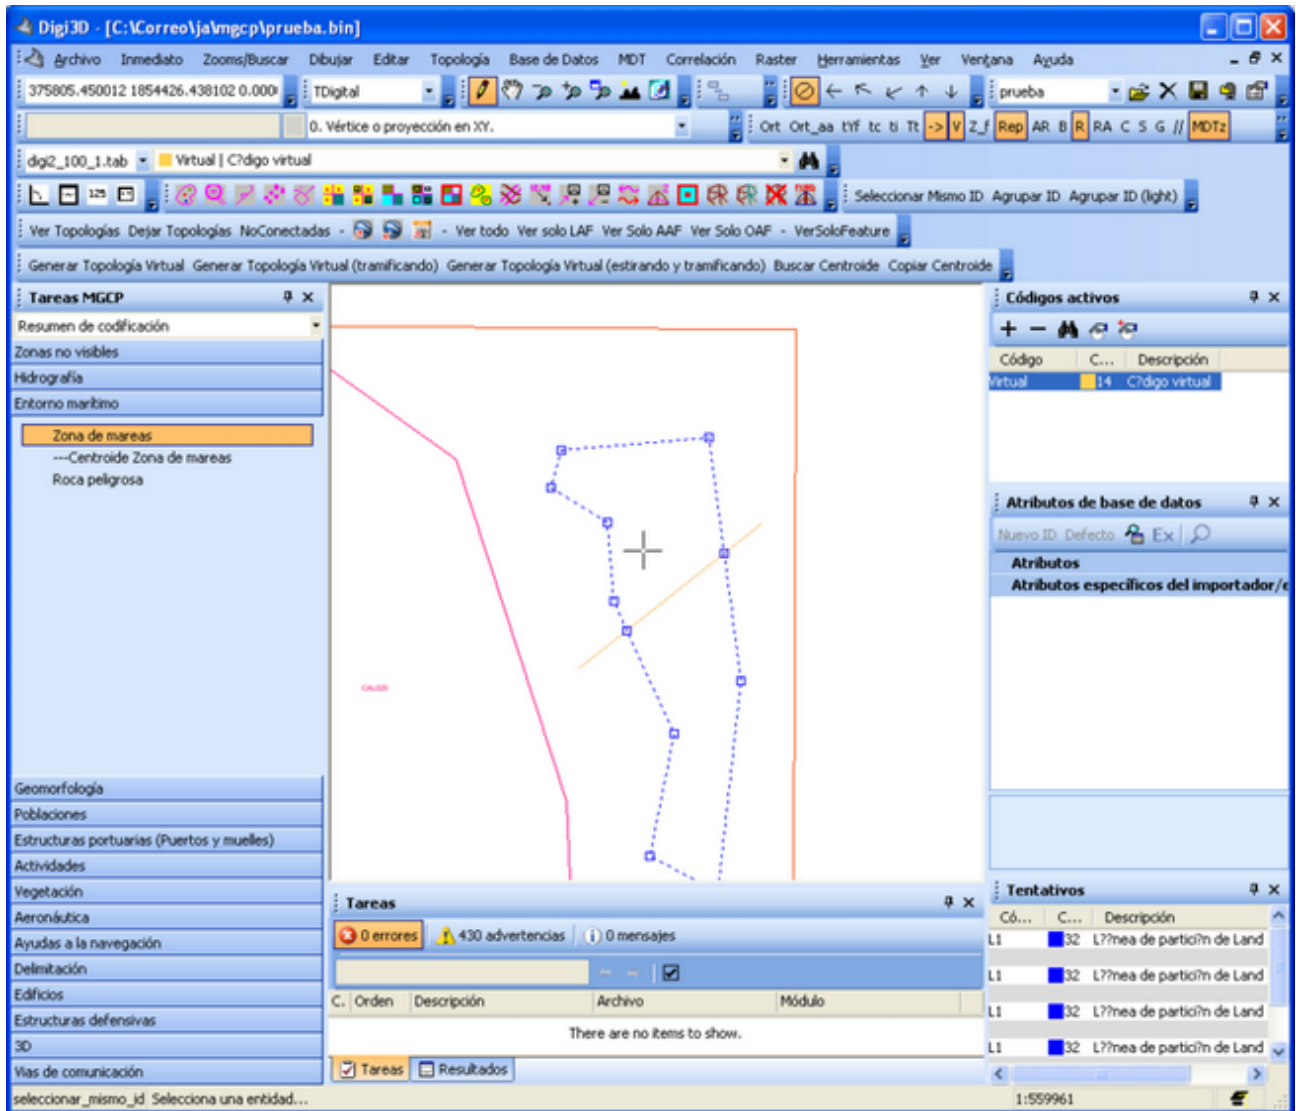 Digi3D - [C:\Correo\ja\mgcp\prueba.bin]
Archivo Inmediato Zooms/Buscar Dibujar Editar Topología Base de Datos MDT Correlación Raster Herramientas Ver Ventana Ayuda
375805.450012 1854426.438102 0.000 TDigital prueba
0. Vértice o proyección en XY. Ort Ort_aa tYf tc ti Tt -> V Z_f Rep AR B R RA C S G // MDTz
digi2_100_1.tab Virtual | C?digo virtual
125 Seleccionar Mismo ID Agrupar ID Agrupar ID (light)
Ver Topologías Dejar Topologías NoConectadas - - Ver todo Ver solo LAF Ver Solo AAF Ver Solo OAF - VerSoloFeature
Generar Topología Virtual Generar Topología Virtual (tramificando) Generar Topología Virtual (estirando y tramificando) Buscar Centroide Copiar Centroide
Tareas MGCP
Resumen de codificación
Zonas no visibles
Hidrografía
Entorno marítimo
Zona de mareas
---Centroide Zona de mareas
Roca peligrosa
Geomorfología
Poblaciones
Estructuras portuarias (Puertos y muelles)
Actividades
Vegetación
Aeronáutica
Ayudas a la navegación
Delimitación
Edificios
Estructuras defensivas
3D
Vias de comunicación
Códigos activos
Código C... Descripción
Virtual 14 C?digo virtual
Atributos de base de datos
Nuevo ID Defecto Ex
Atributos
Atributos específicos del importador/e
Tareas
0 errores 430 advertencias 0 mensajes
C. Orden Descripción Archivo Módulo
There are no items to show.
Tareas Resultados
Tentativos
Có... C... Descripción
L1 32 L??nea de partici?n de Land
L1 32 L??nea de partici?n de Land
L1 32 L??nea de partici?n de Land
L1 32 L??nea de partici?n de Land
seleccionar_mismo_id Selecciona una entidad... 1:559961